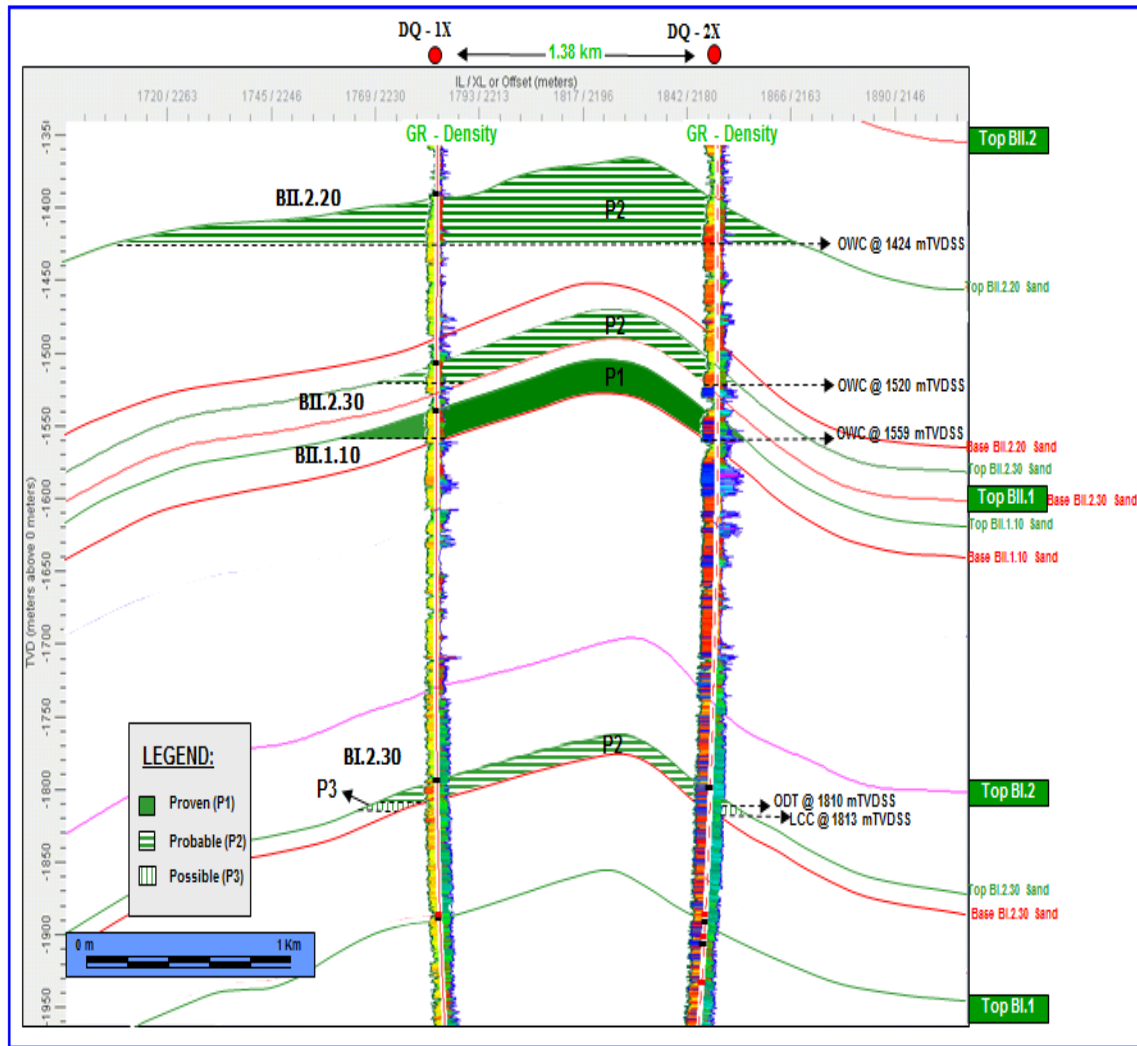 DQ - 1X
DQ - 2X
1.38 km
IL / XL or Offset (meters)
1720 / 2263
1745 / 2246
1769 / 2230
1793 / 2213
1817 / 2196
1842 / 2180
1866 / 2163
1890 / 2146
GR - Density
GR - Density
-1350
Top BII.2
BII.2.20
P2
-1400
OWC @ 1424 mTVDSS
-1450
Top BII.2.20 Sand
-1500
P2
OWC @ 1520 mTVDSS
P1
BII.2.30
-1550
OWC @ 1559 mTVDSS
BII.1.10
Base BII.2.20 Sand
Top BII.2.30 Sand
-1600
Top BII.1
Base BII.2.30 Sand
Top BII.1.10 Sand
Base BII.1.10 Sand
-1650
TVD (meters above 0 meters)
-1700
-1750
BI.2.30
P2
P3
-1800
Top BI.2
ODT @ 1810 mTVDSS
LCC @ 1813 mTVDSS
LEGEND:
Proven (P1)
Probable (P2)
Possible (P3)
-1850
Top BI.2.30 Sand
Base BI.2.30 Sand
-1900
0 m
1 Km
-1950
Top BI.1